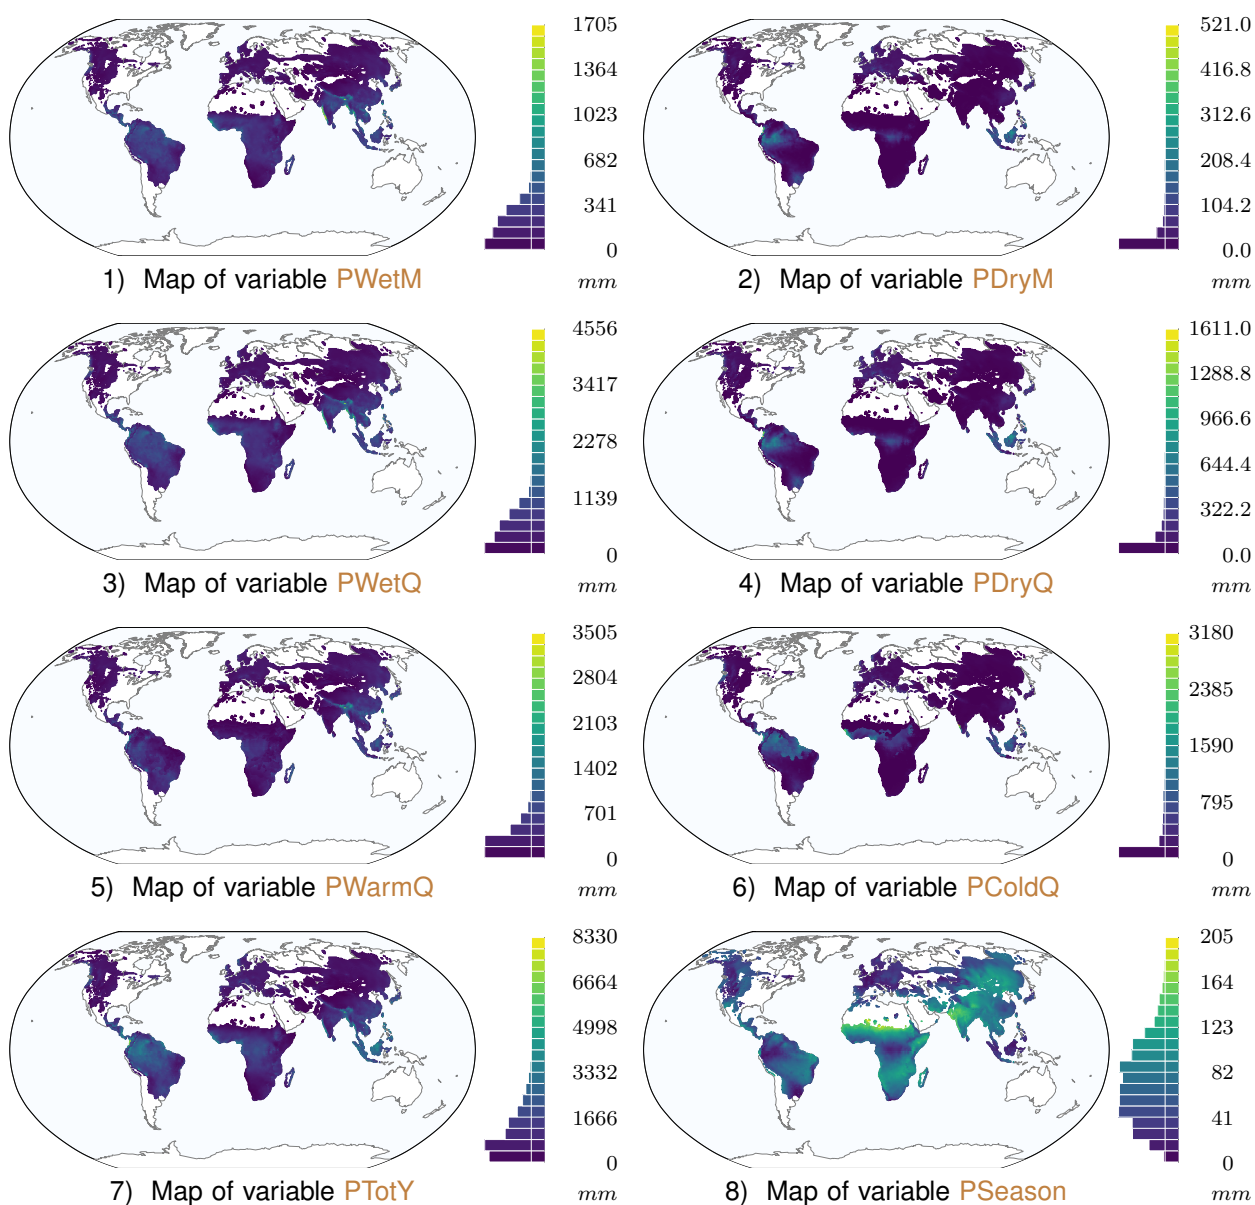 1705
1364
1023
682
341
0
mm
1) Map of variable PWetM
521.0
416.8
312.6
208.4
104.2
0.0
mm
2) Map of variable PDryM
4556
3417
2278
1139
0
mm
3) Map of variable PWetQ
1611.0
1288.8
966.6
644.4
322.2
0.0
mm
4) Map of variable PDryQ
3505
2804
2103
1402
701
0
mm
5) Map of variable PWarmQ
3180
2385
1590
795
0
mm
6) Map of variable PColdQ
8330
6664
4998
3332
1666
0
mm
7) Map of variable PTotY
205
164
123
82
41
0
mm
8) Map of variable PSeason